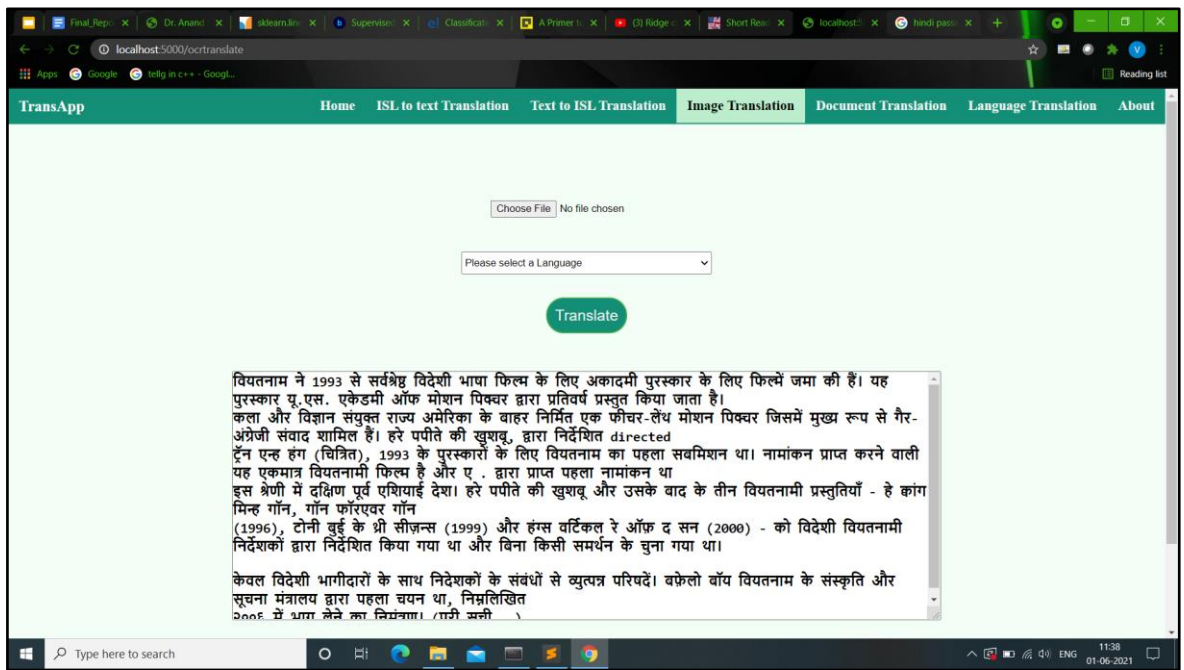 Final_Repo
Dr. Anand
sklearn.line
Supervised
Classificati
A Primer to
(3) Ridge
Short Read
localhost:5
hindi pass
localhost:5000/ocrtranslate
V
Apps
Google
tellg in c++ - Googl...
Reading list
TransApp
Home
ISL to text Translation
Text to ISL Translation
Image Translation
Document Translation
Language Translation
About
Choose File No file chosen
Please select a Language
Translate
वियतनाम ने 1993 से सर्वश्रेष्ठ विदेशी भाषा फिल्म के लिए अकादमी पुरस्कार के लिए फिल्में जमा की हैं। यह
पुरस्कार यू.एस. एकेडमी ऑफ मोशन पिक्चर द्वारा प्रतिवर्ष प्रस्तुत किया जाता है।
कला और विज्ञान संयुक्त राज्य अमेरिका के बाहर निर्मित एक फीचर-लेंथ मोशन पिक्चर जिसमें मुख्य रूप से गैर-
अंग्रेजी संवाद शामिल हैं। हरे पपीते की खुशबू, द्वारा निर्देशित directed
ट्रॅन एन्ह हंग (चित्रित), 1993 के पुरस्कारों के लिए वियतनाम का पहला सबमिशन था। नामांकन प्राप्त करने वाली
यह एकमात्र वियतनामी फिल्म है और ए . द्वारा प्राप्त पहला नामांकन था
इस श्रेणी में दक्षिण पूर्व एशियाई देश। हरे पपीते की खुशबू और उसके बाद के तीन वियतनामी प्रस्तुतियाँ - हे कांग
मिन्ह गॉन, गॉन फॉरएवर गॉन
(1996), टोनी बुई के थ्री सीज़न्स (1999) और हंग्स वर्टिकल रे ऑफ़ द सन (2000) - को विदेशी वियतनामी
निर्देशकों द्वारा निर्देशित किया गया था और बिना किसी समर्थन के चुना गया था।
केवल विदेशी भागीदारों के साथ निदेशकों के संबंधों से व्युत्पन्न परिषदें। बफ़ेलो बॉय वियतनाम के संस्कृति और
सूचना मंत्रालय द्वारा पहला चयन था, निम्नलिखित
२००६ में भाग लेने का निमंत्रण। (पूरी सूची...)
Type here to search
ENG
11:38
01-06-2021